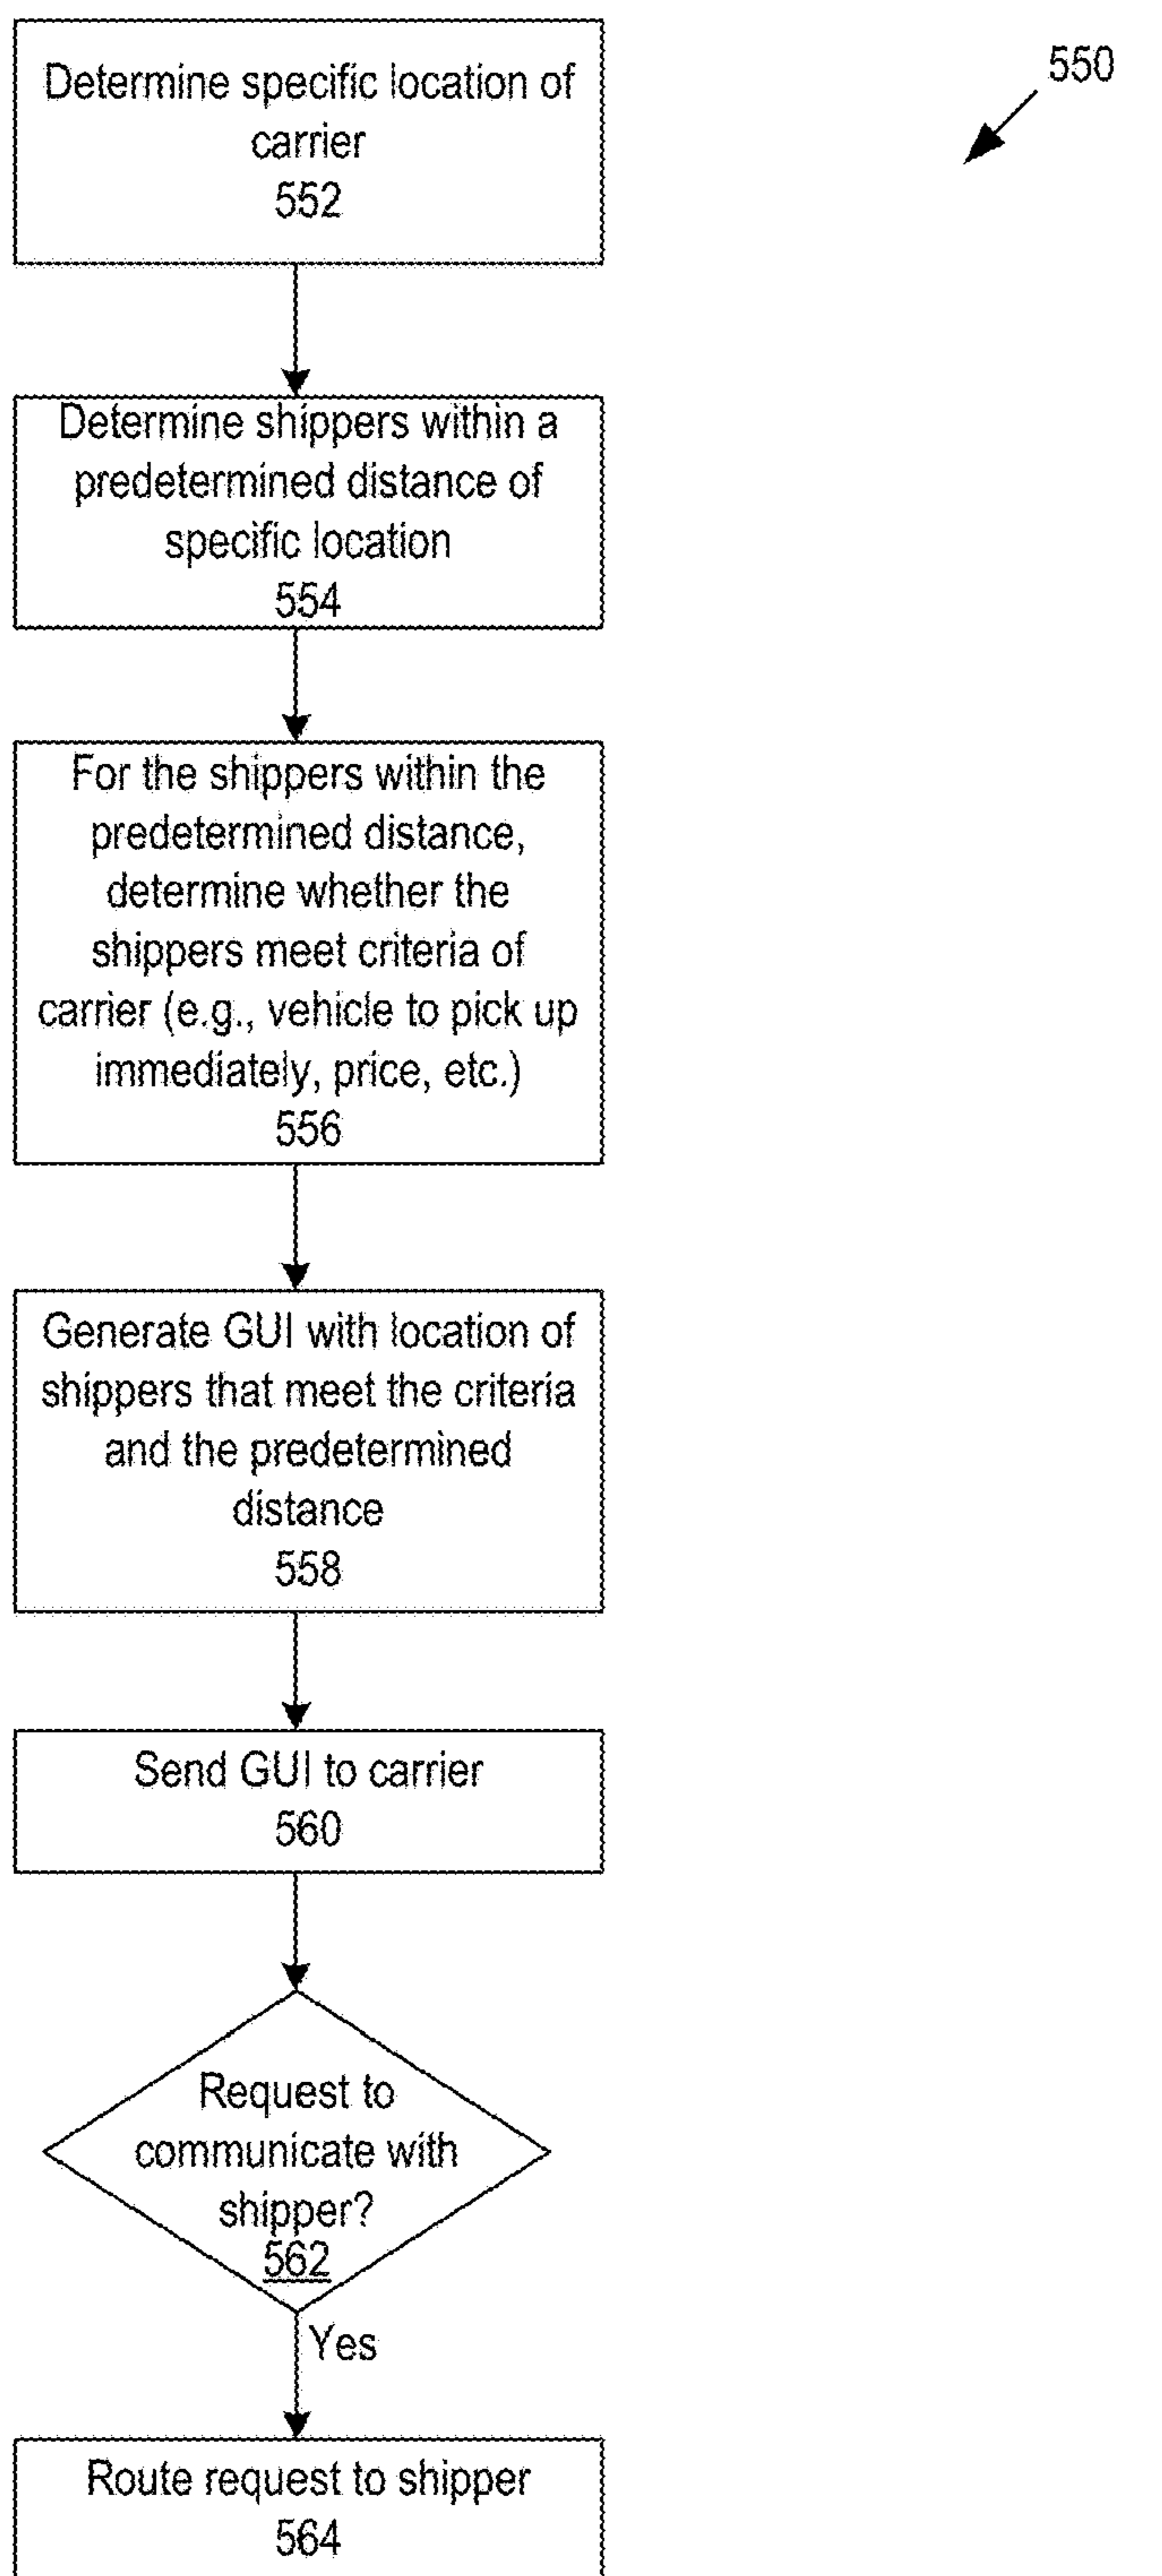 550
Determine specific location of
carrier
552
Determine shippers within a
predetermined distance of
specific location
554
For the shippers within the
predetermined distance,
determine whether the
shippers meet criteria of
carrier (e.g., vehicle to pick up
immediately, price, etc.)
556
Generate GUI with location of
shippers that meet the criteria
and the predetermined
distance
558
Send GUI to carrier
560
Request to
communicate with
shipper?
562
Yes
Route request to shipper
564